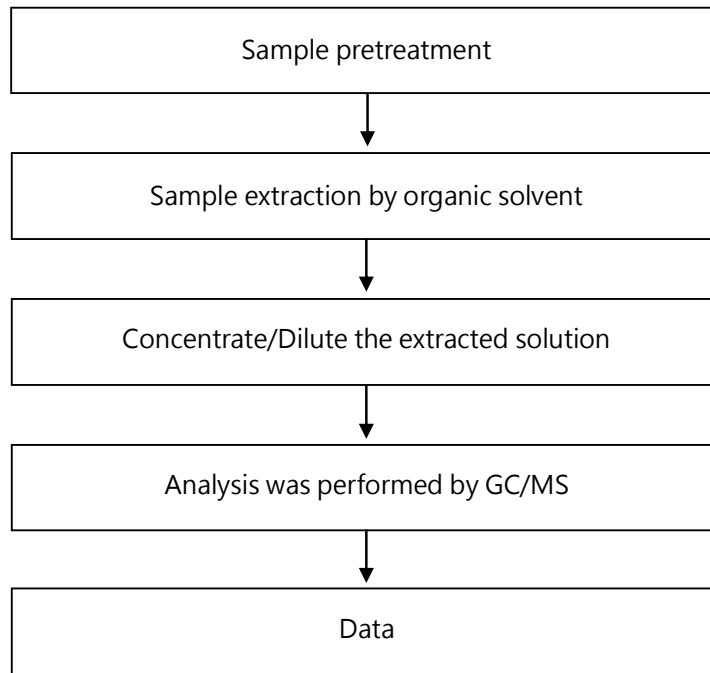 Sample pretreatment
Sample extraction by organic solvent
Concentrate/Dilute the extracted solution
Analysis was performed by GC/MS
Data